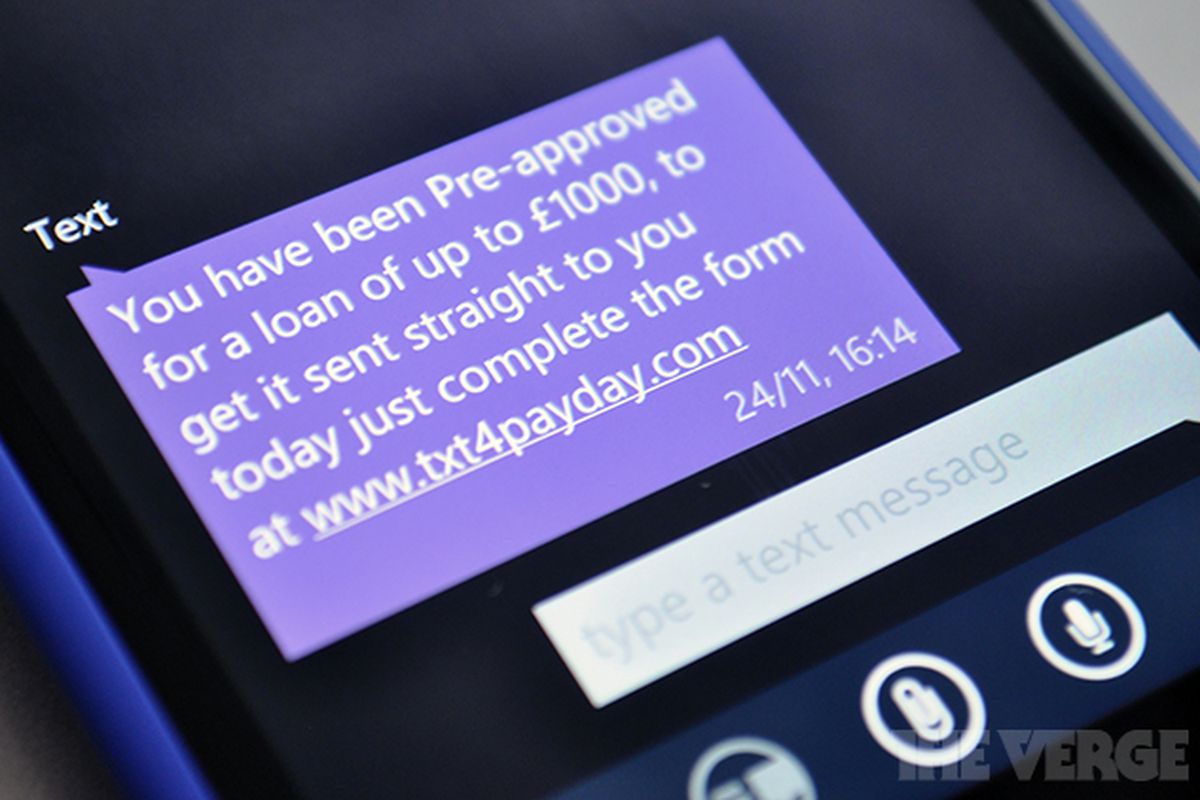 Text
You have been Pre-approved
for a loan of up to £1000, to
get it sent straight to you
today just complete the form
at www.txt4payday.com
24/11, 16:14
type a text message
THE VERGE